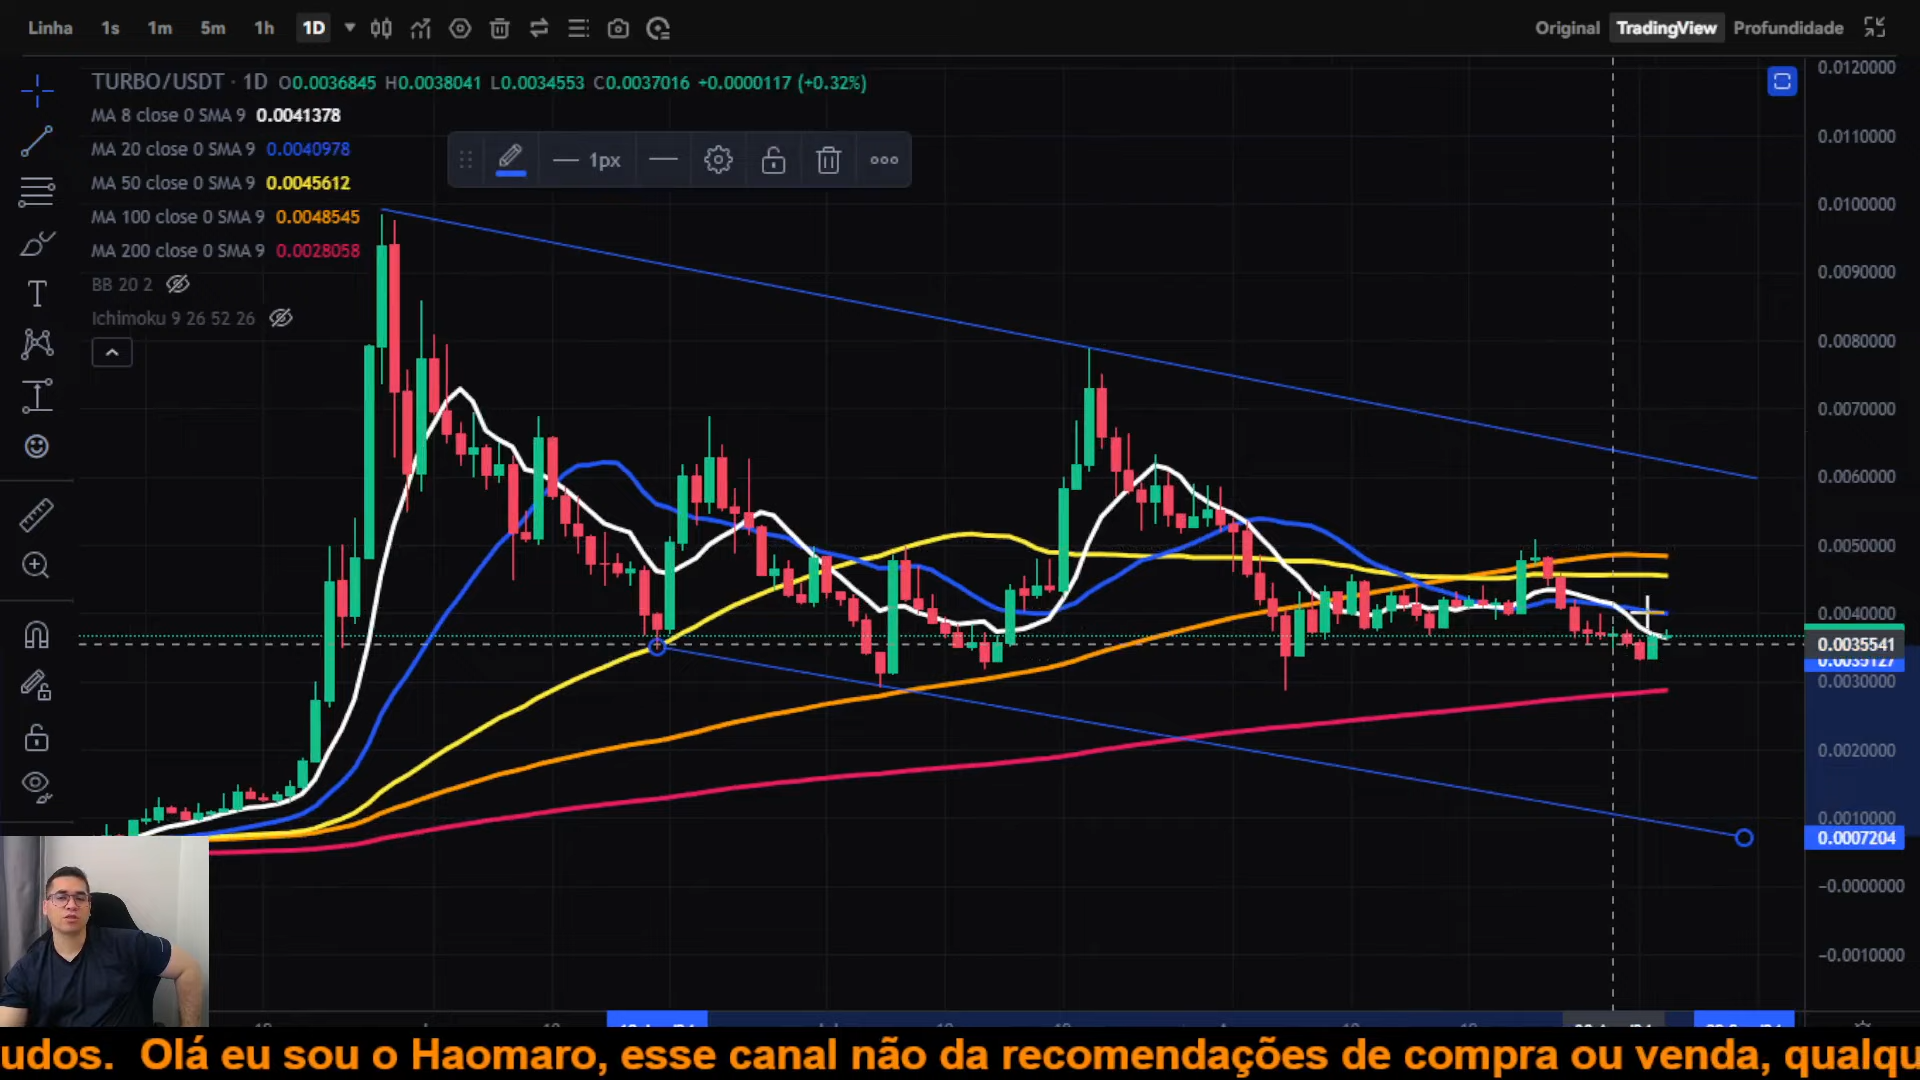 Linha 1s 1m 5m 1h 1D Original TradingView Profundidade
TURBO/USDT · 1D O0.0036845 H0.0038041 L0.0034553 C0.0037016 +0.0000117 (+0.32%)
MA 8 close 0 SMA 9 0.0041378
MA 20 close 0 SMA 9 0.0040978
MA 50 close 0 SMA 9 0.0045612
MA 100 close 0 SMA 9 0.0048545
MA 200 close 0 SMA 9 0.0028058
BB 20 2
Ichimoku 9 26 52 26
1px
0.0120000
0.0110000
0.0100000
0.0090000
0.0080000
0.0070000
0.0060000
0.0050000
0.0040000
0.0035541
0.0035127
0.0030000
0.0020000
0.0010000
0.0007204
−0.0000000
−0.0010000
udos. Olá eu sou o Haomaro, esse canal não da recomendações de compra ou venda, qualqu